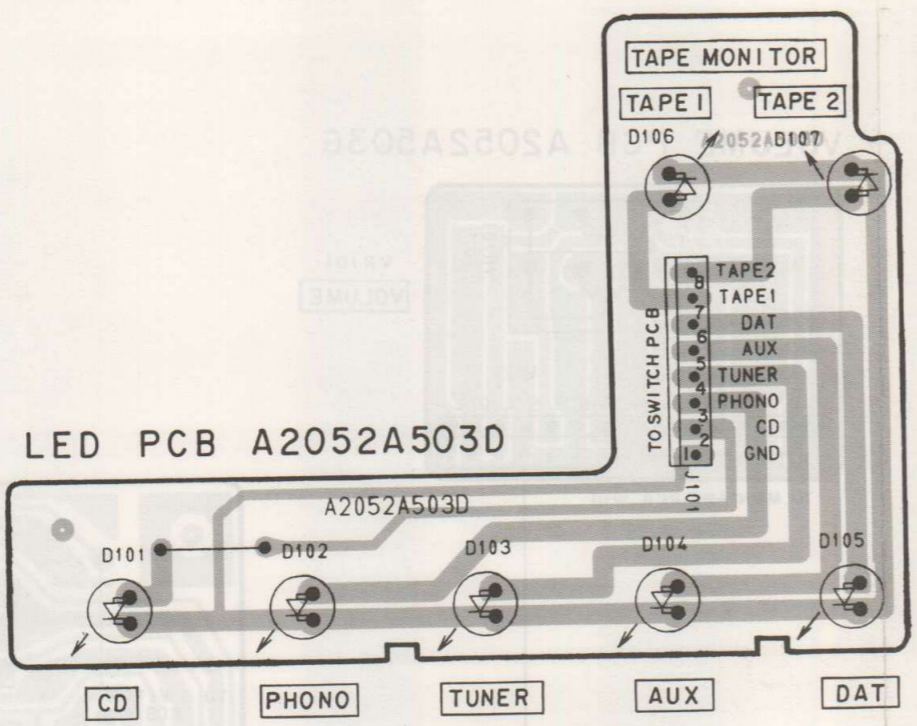 TAPE MONITOR
TAPE 1 TAPE 2
D106 D107
A2052A503G
VOLUME
TAPE2
8
TAPE1
7
DAT
6
AUX
5
TUNER
4
PHONO
3
CD
2
GND
1
TO SWITCH PCB
J101
LED PCB A2052A503D
A2052A503D
D101 D102 D103 D104 D105
CD PHONO TUNER AUX DAT